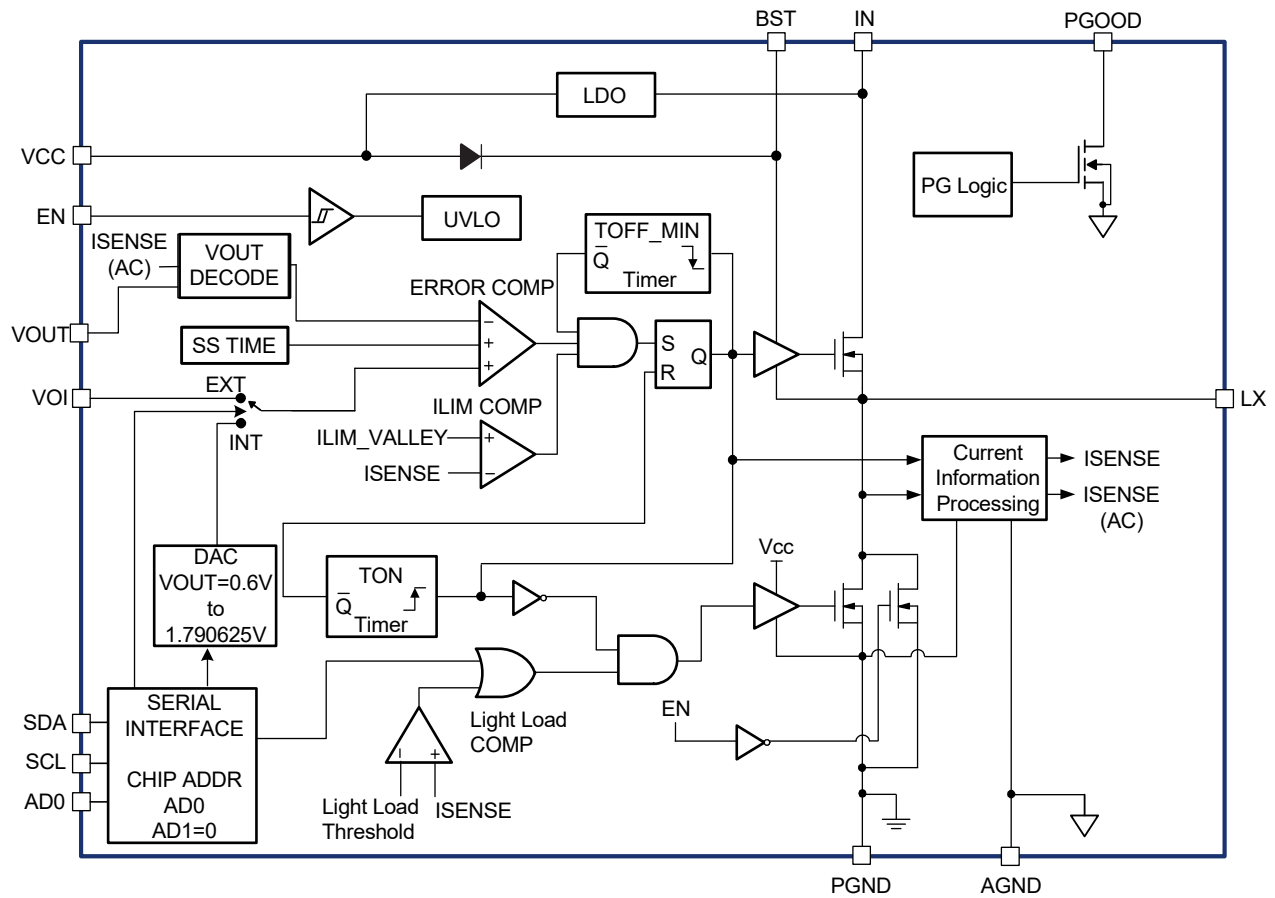 BST
IN
PGOOD
LDO
VCC
PG Logic
EN
UVLO
ISENSE
(AC)
VOUT
DECODE
TOFF_MIN
Q̅
Timer
ERROR COMP
VOUT
−
SS TIME
+
+
S
R
Q
EXT
VOI
INT
LX
ILIM COMP
ILIM_VALLEY
+
ISENSE
−
Current
Information
Processing
ISENSE
ISENSE
(AC)
DAC
VOUT=0.6V
to
1.790625V
TON
Q̅
Timer
Vcc
SERIAL
INTERFACE
CHIP ADDR
AD0
AD1=0
SDA
SCL
AD0
Light Load
COMP
−
+
Light Load
Threshold
ISENSE
EN
PGND
AGND